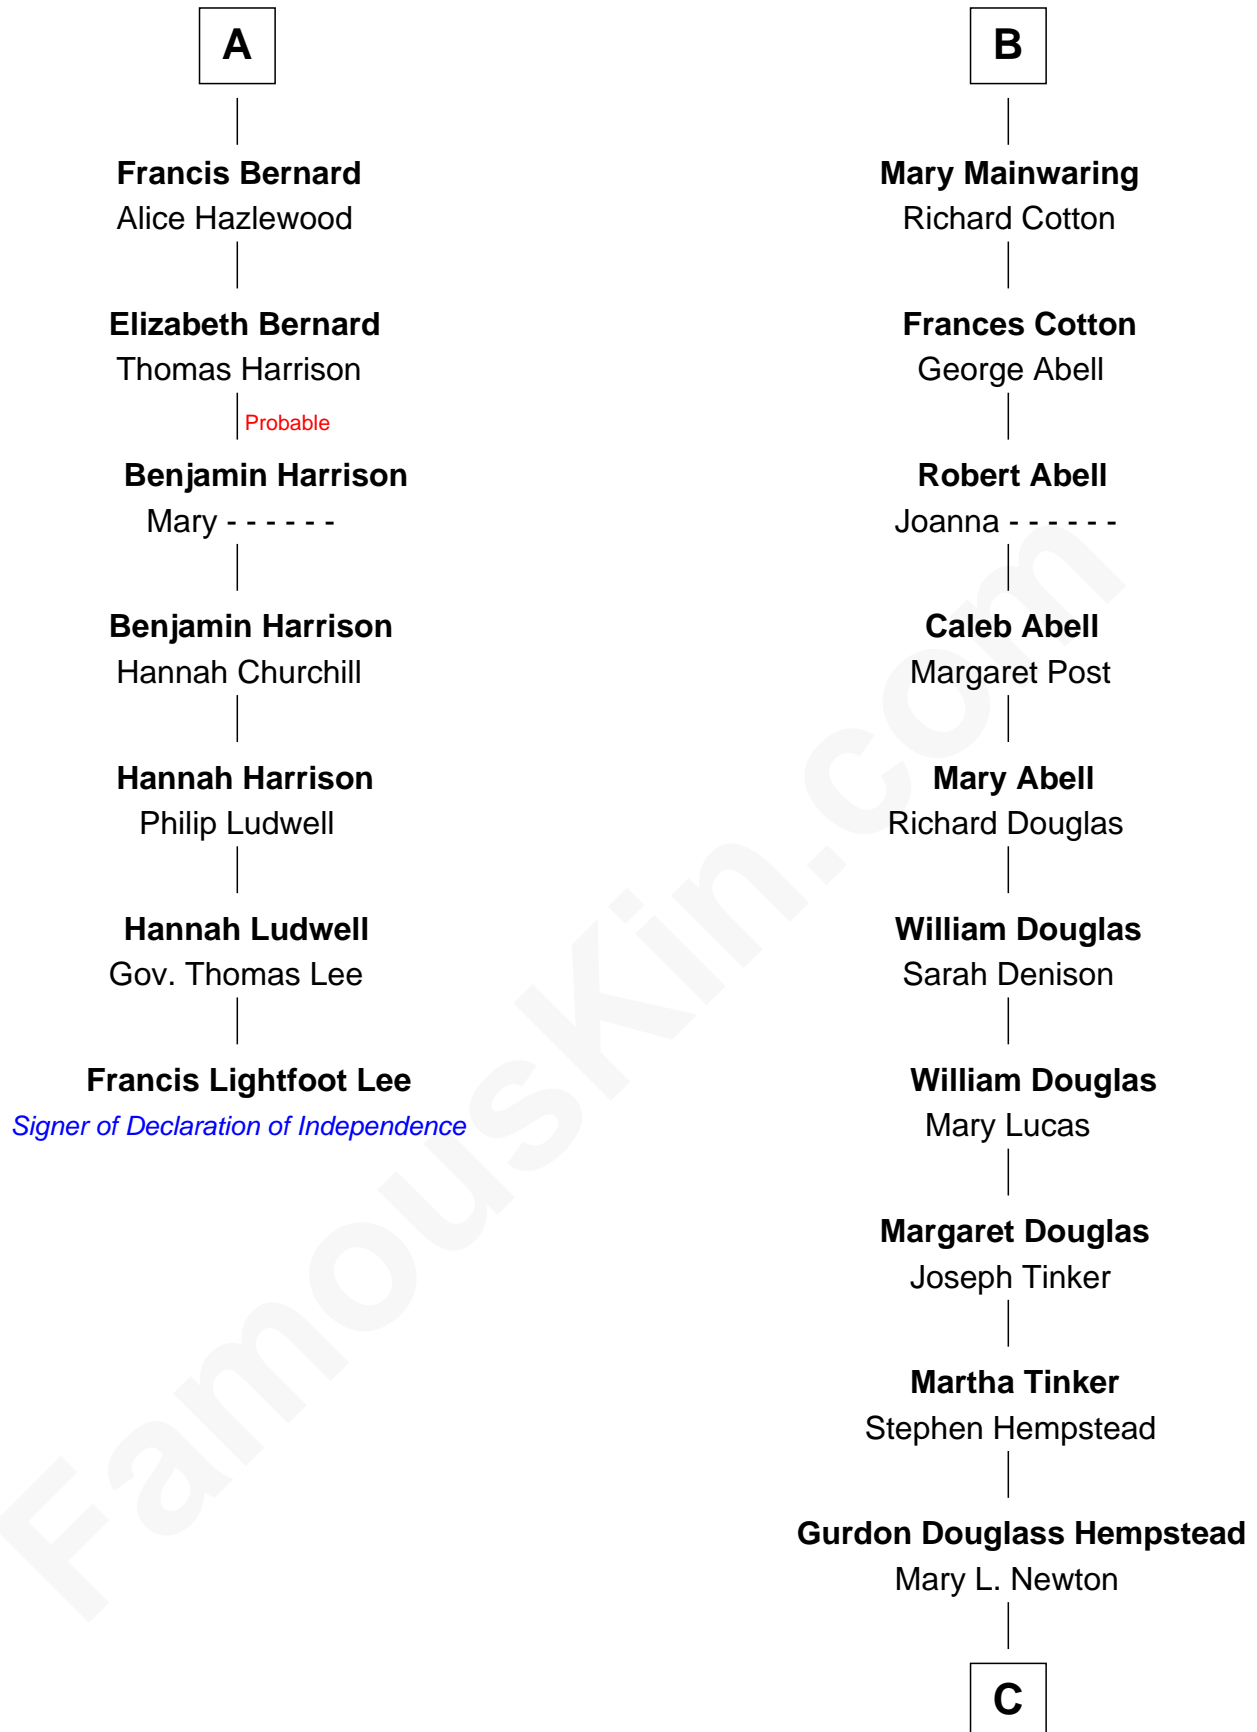 A
Francis Bernard
Alice Hazlewood
Elizabeth Bernard
Thomas Harrison
Probable
Benjamin Harrison
Mary - - - - - -
Benjamin Harrison
Hannah Churchill
Hannah Harrison
Philip Ludwell
Hannah Ludwell
Gov. Thomas Lee
Francis Lightfoot Lee
Signer of Declaration of Independence
B
Mary Mainwaring
Richard Cotton
Frances Cotton
George Abell
Robert Abell
Joanna - - - - - -
Caleb Abell
Margaret Post
Mary Abell
Richard Douglas
William Douglas
Sarah Denison
William Douglas
Mary Lucas
Margaret Douglas
Joseph Tinker
Martha Tinker
Stephen Hempstead
Gurdon Douglass Hempstead
Mary L. Newton
C
FamousKin.com